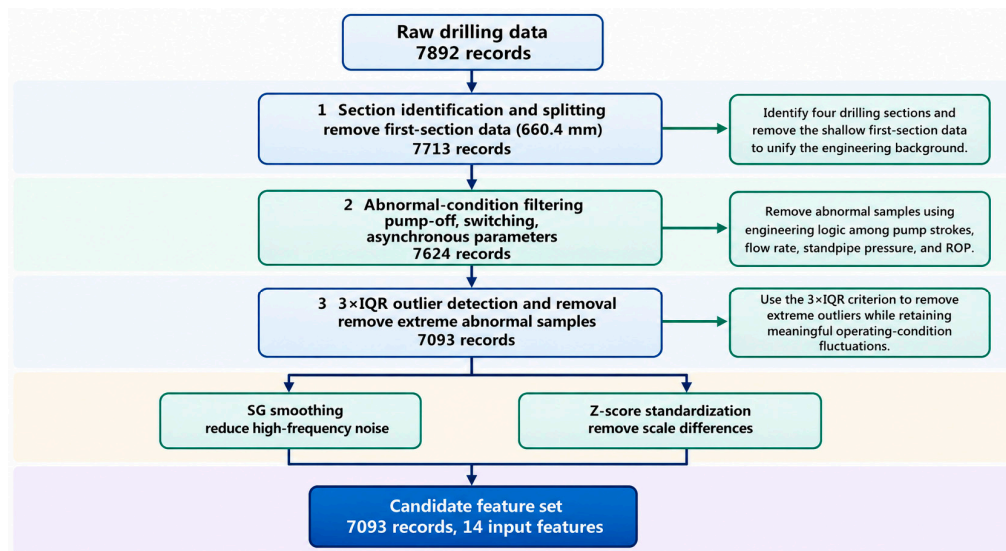 Raw drilling data
7892 records
1 Section identification and splitting
remove first-section data (660.4 mm)
7713 records
Identify four drilling sections and
remove the shallow first-section data
to unify the engineering background.
2 Abnormal-condition filtering
pump-off, switching,
asynchronous parameters
7624 records
Remove abnormal samples using
engineering logic among pump strokes,
flow rate, standpipe pressure, and ROP.
3 3×IQR outlier detection and removal
remove extreme abnormal samples
7093 records
Use the 3×IQR criterion to remove
extreme outliers while retaining
meaningful operating-condition
fluctuations.
SG smoothing
reduce high-frequency noise
Z-score standardization
remove scale differences
Candidate feature set
7093 records, 14 input features